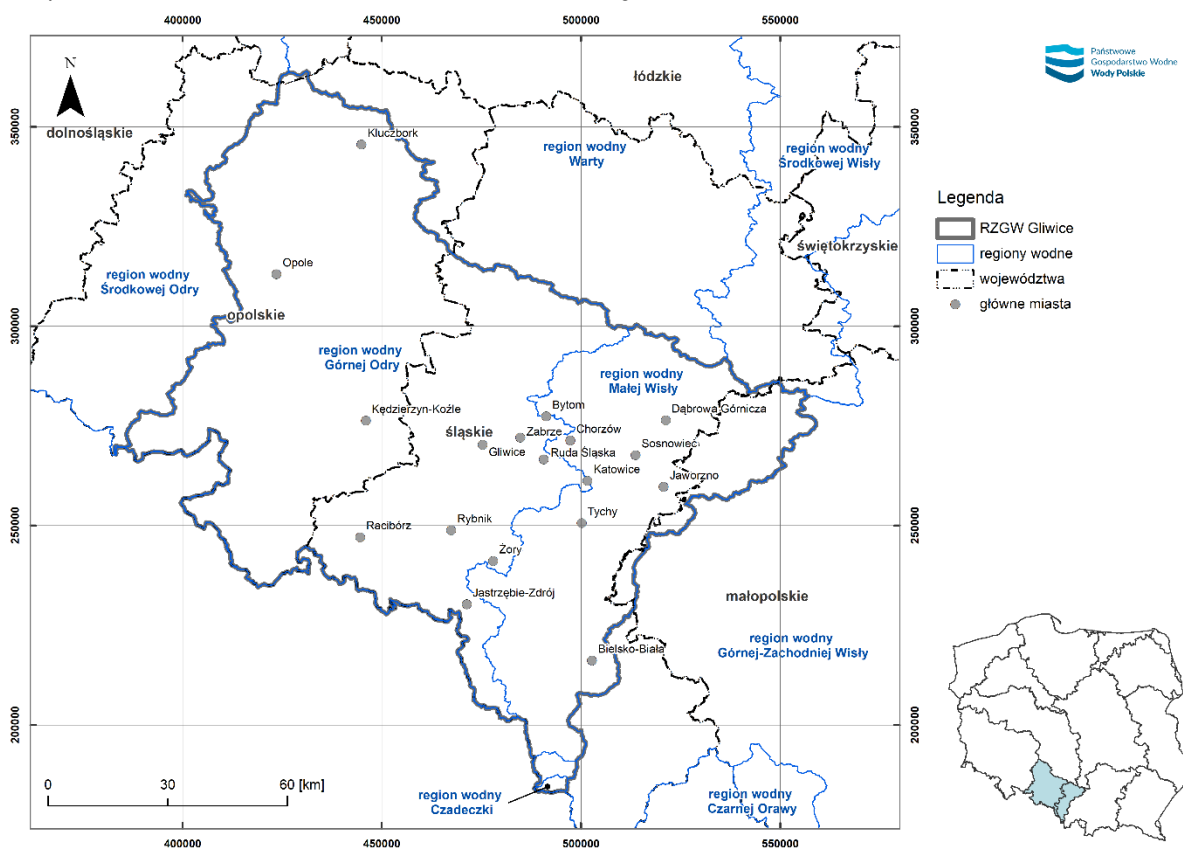 400000
450000
500000
550000
N
łódzkie
Państwowe
Gospodarstwo Wodne
Wody Polskie
dolnośląskie
350000
350000
Kluczbork
region wodny
Warty
region wodny
Środkowej Wisły
Legenda
RZGW Gliwice
regiony wodne
województwa
główne miasta
świętokrzyskie
Opole
region wodny
Środkowej Odry
opolskie
300000
300000
region wodny
Górnej Odry
region wodny
Małej Wisły
Kędzierzyn-Koźle
Bytom
Dąbrowa Górnicza
śląskie
Zabrze
Chorzów
Gliwice
Ruda Śląska
Sosnowiec
Katowice
Jaworzno
Racibórz
Rybnik
Tychy
250000
250000
Żory
Jastrzębie-Zdrój
małopolskie
region wodny
Górnej-Zachodniej Wisły
Bielsko-Biała
200000
200000
0
30
60 [km]
region wodny
Czadeczki
region wodny
Czarnej Orawy
400000
450000
500000
550000